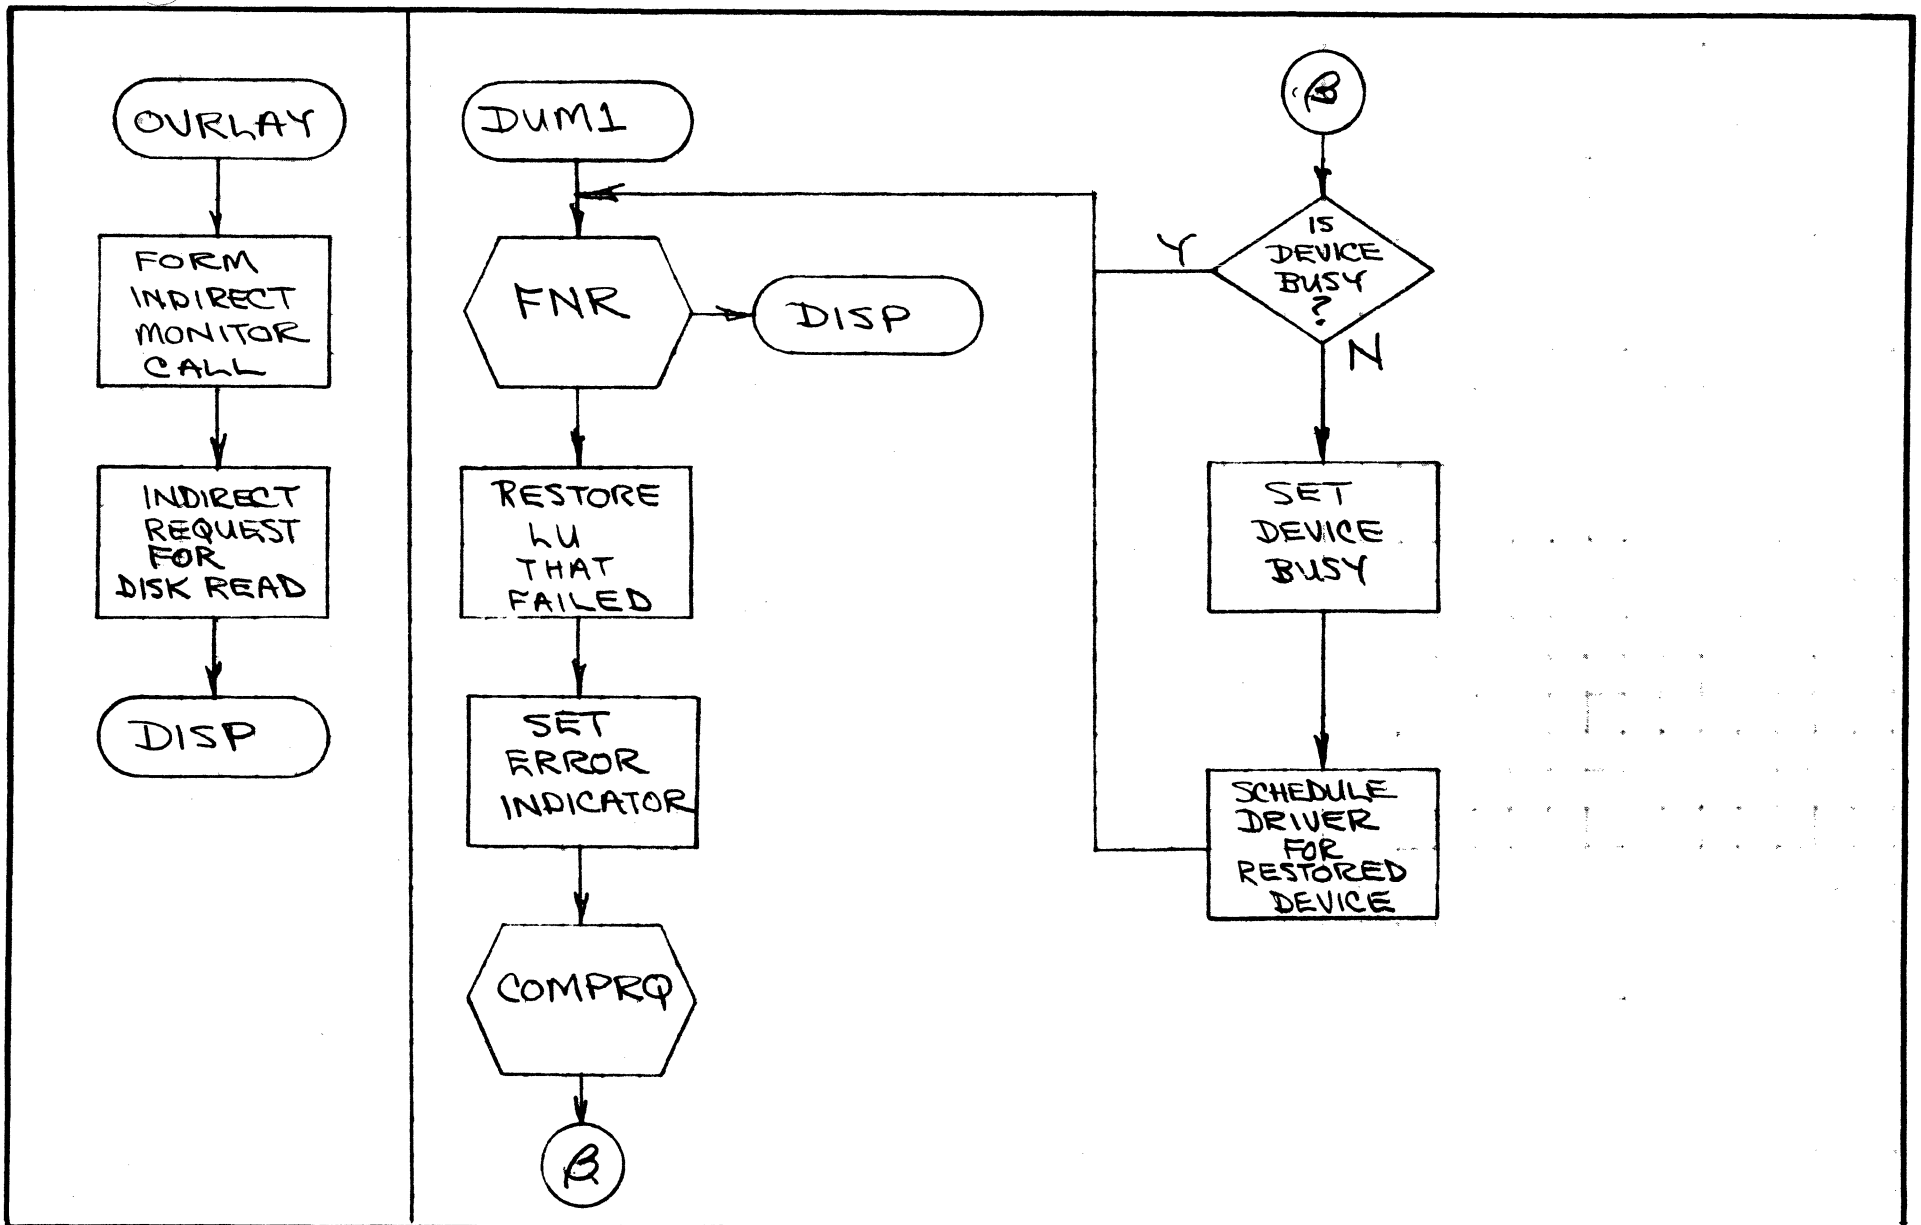 OVRLAY
FORM
INDIRECT
MONITOR
CALL
INDIRECT
REQUEST
FOR
DISK READ
DISP
DUM1
FNR
DISP
RESTORE
LU
THAT
FAILED
SET
ERROR
INDICATOR
COMPRQ
B
B
IS
DEVICE
BUSY
?
Y
N
SET
DEVICE
BUSY
SCHEDULE
DRIVER
FOR
RESTORED
DEVICE